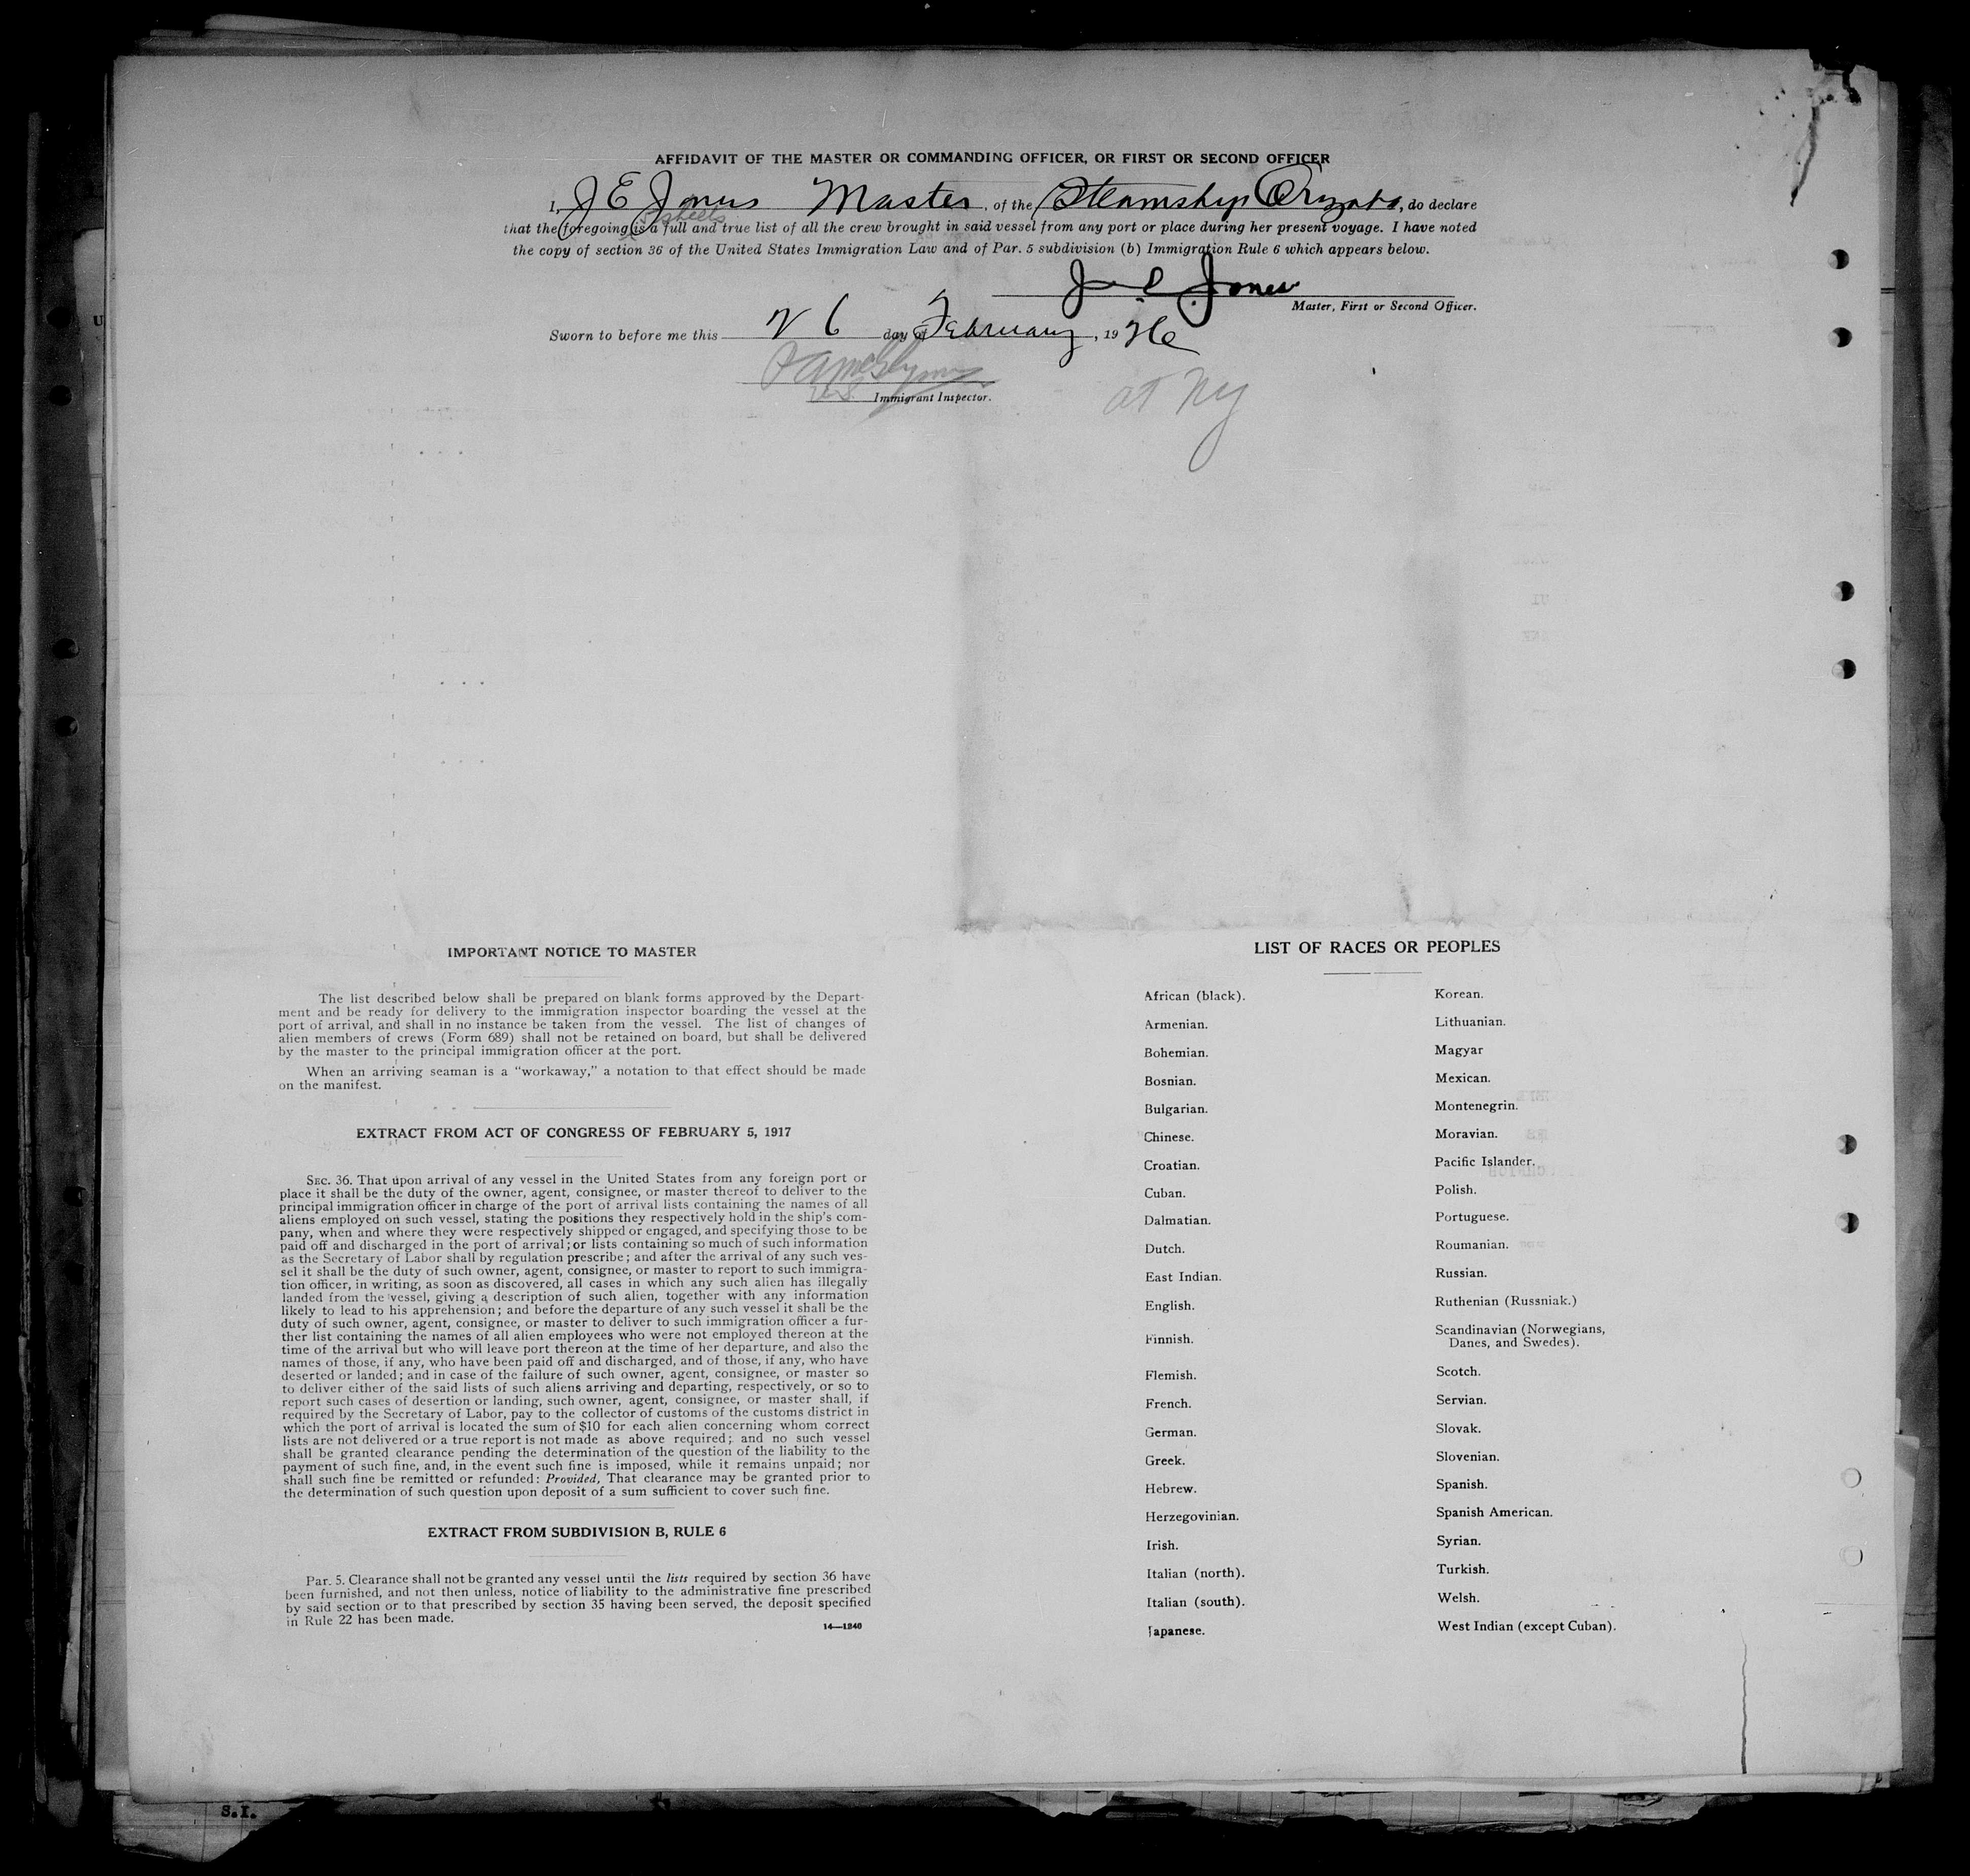 AFFIDAVIT OF THE MASTER OR COMMANDING OFFICER, OR FIRST OR SECOND OFFICER
I, J E Jones Master, of the Steamship Orizaba, do declare
sheets
that the foregoing is a full and true list of all the crew brought in said vessel from any port or place during her present voyage. I have noted
the copy of section 36 of the United States Immigration Law and of Par. 5 subdivision (b) Immigration Rule 6 which appears below.
J E Jones
Master, First or Second Officer.
Sworn to before me this 26 day of February, 1926
Immigrant Inspector.
at NY
IMPORTANT NOTICE TO MASTER
The list described below shall be prepared on blank forms approved by the Depart-
ment and be ready for delivery to the immigration inspector boarding the vessel at the
port of arrival, and shall in no instance be taken from the vessel. The list of changes of
alien members of crews (Form 689) shall not be retained on board, but shall be delivered
by the master to the principal immigration officer at the port.
When an arriving seaman is a "workaway," a notation to that effect should be made
on the manifest.
EXTRACT FROM ACT OF CONGRESS OF FEBRUARY 5, 1917
SEC. 36. That upon arrival of any vessel in the United States from any foreign port or
place it shall be the duty of the owner, agent, consignee, or master thereof to deliver to the
principal immigration officer in charge of the port of arrival lists containing the names of all
aliens employed on such vessel, stating the positions they respectively hold in the ship's com-
pany, when and where they were respectively shipped or engaged, and specifying those to be
paid off and discharged in the port of arrival; or lists containing so much of such information
as the Secretary of Labor shall by regulation prescribe; and after the arrival of any such ves-
sel it shall be the duty of such owner, agent, consignee, or master to report to such immigra-
tion officer, in writing, as soon as discovered, all cases in which any such alien has illegally
landed from the vessel, giving a description of such alien, together with any information
likely to lead to his apprehension; and before the departure of any such vessel it shall be the
duty of such owner, agent, consignee, or master to deliver to such immigration officer a fur-
ther list containing the names of all alien employees who were not employed thereon at the
time of the arrival but who will leave port thereon at the time of her departure, and also the
names of those, if any, who have been paid off and discharged, and of those, if any, who have
deserted or landed; and in case of the failure of such owner, agent, consignee, or master so
to deliver either of the said lists of such aliens arriving and departing, respectively, or so to
report such cases of desertion or landing, such owner, agent, consignee, or master shall, if
required by the Secretary of Labor, pay to the collector of customs of the customs district in
which the port of arrival is located the sum of $10 for each alien concerning whom correct
lists are not delivered or a true report is not made as above required; and no such vessel
shall be granted clearance pending the determination of the question of the liability to the
payment of such fine, and, in the event such fine is imposed, while it remains unpaid; nor
shall such fine be remitted or refunded: Provided, That clearance may be granted prior to
the determination of such question upon deposit of a sum sufficient to cover such fine.
EXTRACT FROM SUBDIVISION B, RULE 6
Par. 5. Clearance shall not be granted any vessel until the lists required by section 36 have
been furnished, and not then unless, notice of liability to the administrative fine prescribed
by said section or to that prescribed by section 35 having been served, the deposit specified
in Rule 22 has been made.
14—1240
LIST OF RACES OR PEOPLES
African (black).
Armenian.
Bohemian.
Bosnian.
Bulgarian.
Chinese.
Croatian.
Cuban.
Dalmatian.
Dutch.
East Indian.
English.
Finnish.
Flemish.
French.
German.
Greek.
Hebrew.
Herzegovinian.
Irish.
Italian (north).
Italian (south).
Japanese.
Korean.
Lithuanian.
Magyar
Mexican.
Montenegrin.
Moravian.
Pacific Islander.
Polish.
Portuguese.
Roumanian.
Russian.
Ruthenian (Russniak.)
Scandinavian (Norwegians,
Danes, and Swedes).
Scotch.
Servian.
Slovak.
Slovenian.
Spanish.
Spanish American.
Syrian.
Turkish.
Welsh.
West Indian (except Cuban).
S.I.